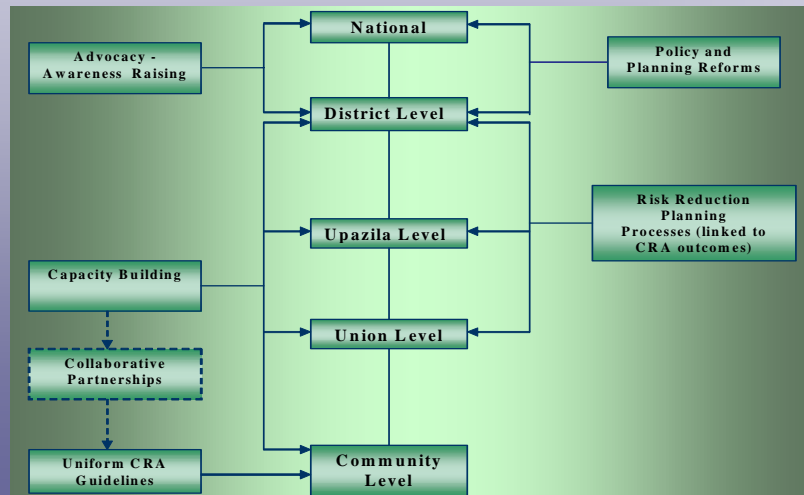 National
Advocacy -
Awareness Raising
Policy and
Planning Reforms
District Level
Risk Reduction
Planning
Processes (linked to
CRA outcomes)
Upazila Level
Capacity Building
Union Level
Collaborative
Partnerships
Uniform CRA
Guidelines
Community
Level